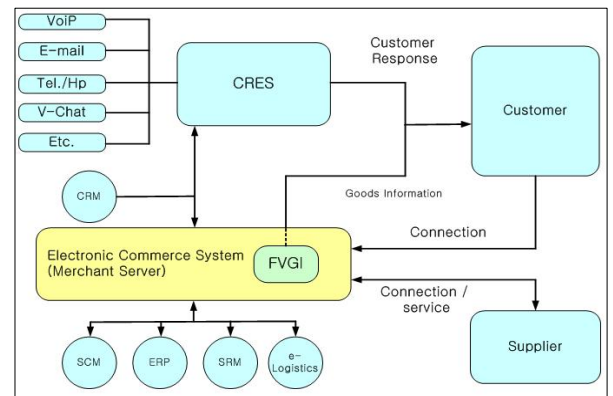 VoiP
E-mail
Tel./Hp
V-Chat
Etc.
CRES
Customer
Response
Customer
CRM
Goods Information
Electronic Commerce System
(Merchant Server)
FVGI
Connection
Connection /
service
SCM
ERP
SRM
e-
Logistics
Supplier